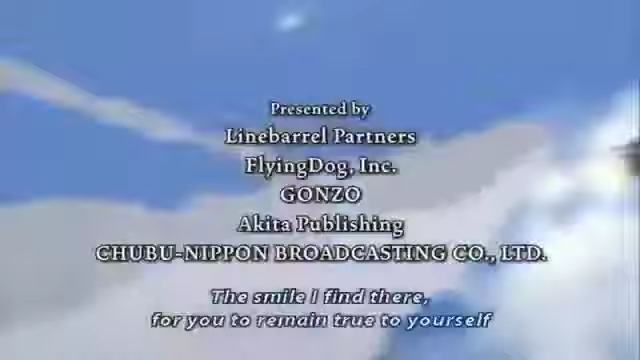 Presented by
Linebarrel Partners
FlyingDog, Inc.
GONZO
Akita Publishing
CHUBU-NIPPON BROADCASTING CO., LTD.
The smile I find there,
for you to remain true to yourself